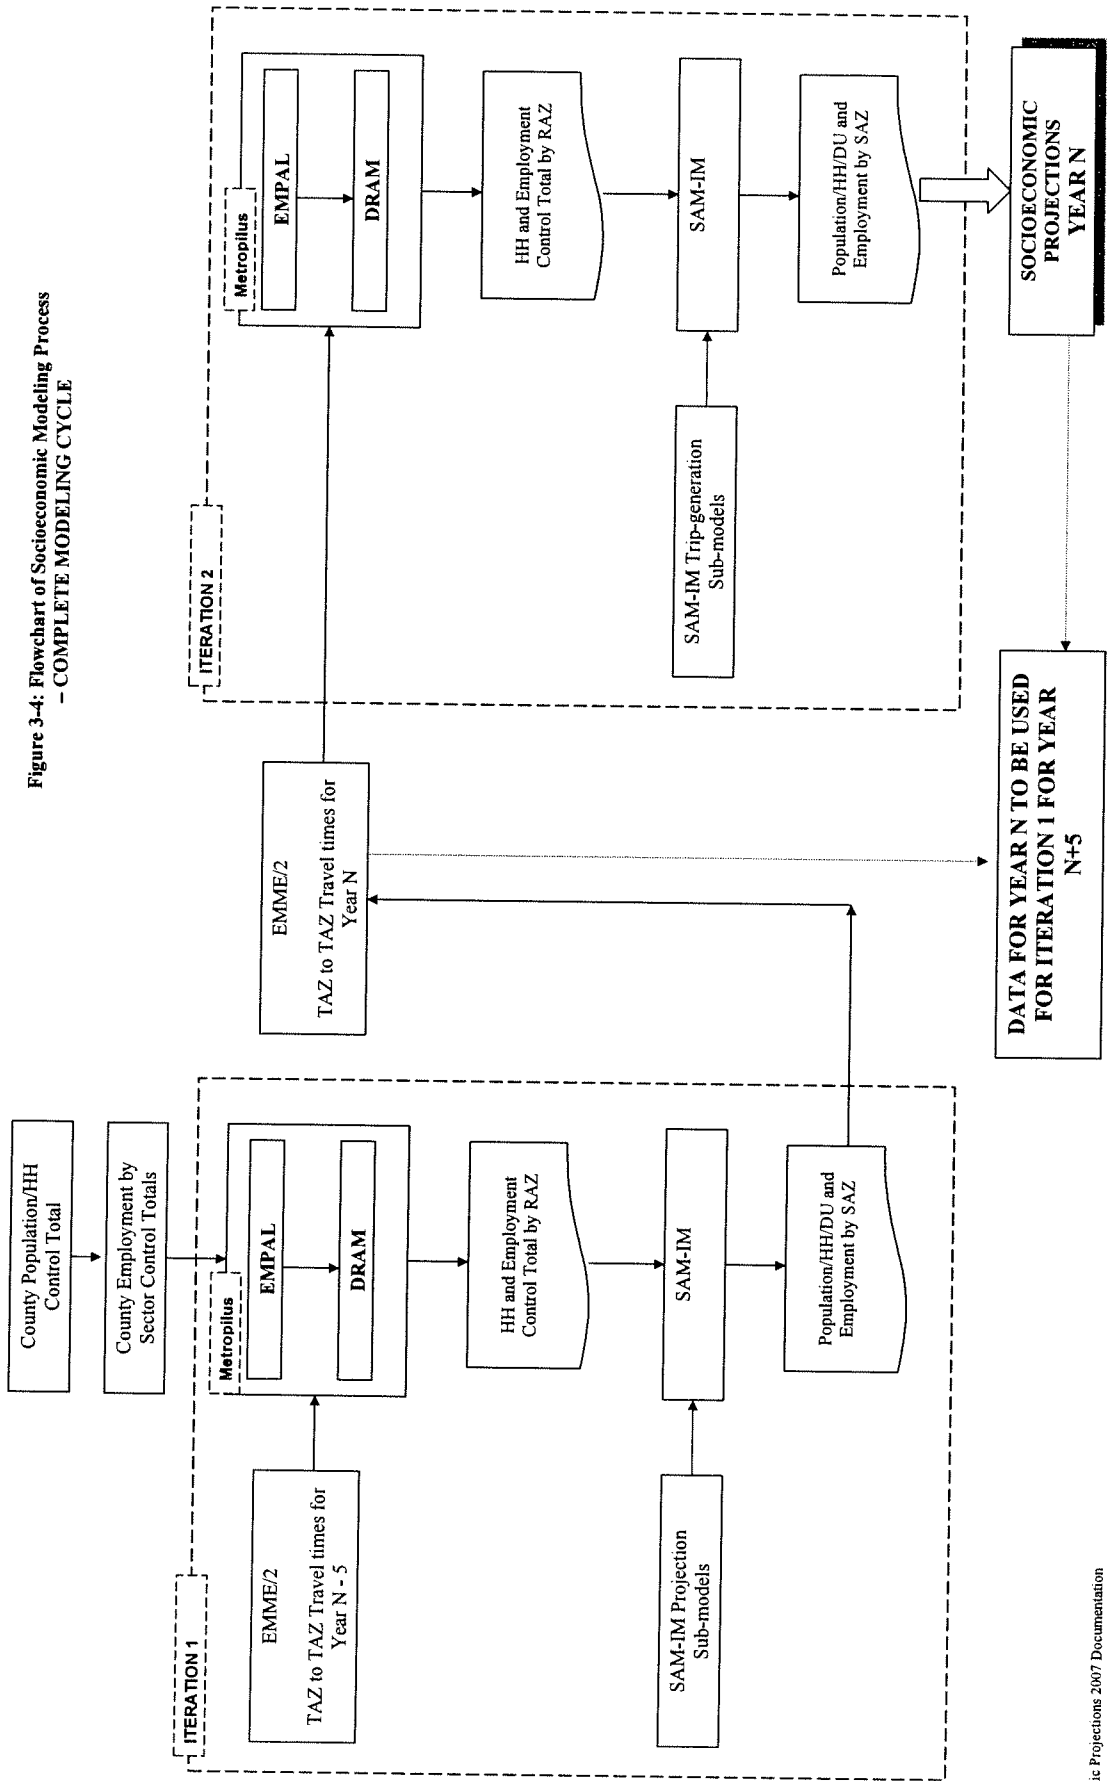 Figure 3-4: Flowchart of Socioeconomic Modeling Process
– COMPLETE MODELING CYCLE
County Population/HH
Control Total
County Employment by
Sector Control Totals
ITERATION 1
Metropilus
EMPAL
DRAM
EMME/2
TAZ to TAZ Travel times for
Year N - 5
HH and Employment
Control Total by RAZ
SAM-IM
SAM-IM Projection
Sub-models
Population/HH/DU and
Employment by SAZ
EMME/2
TAZ to TAZ Travel times for
Year N
ITERATION 2
Metropilus
EMPAL
DRAM
HH and Employment
Control Total by RAZ
SAM-IM
SAM-IM Trip-generation
Sub-models
Population/HH/DU and
Employment by SAZ
SOCIOECONOMIC
PROJECTIONS
YEAR N
DATA FOR YEAR N TO BE USED
FOR ITERATION 1 FOR YEAR
N+5
ic Projections 2007 Documentation